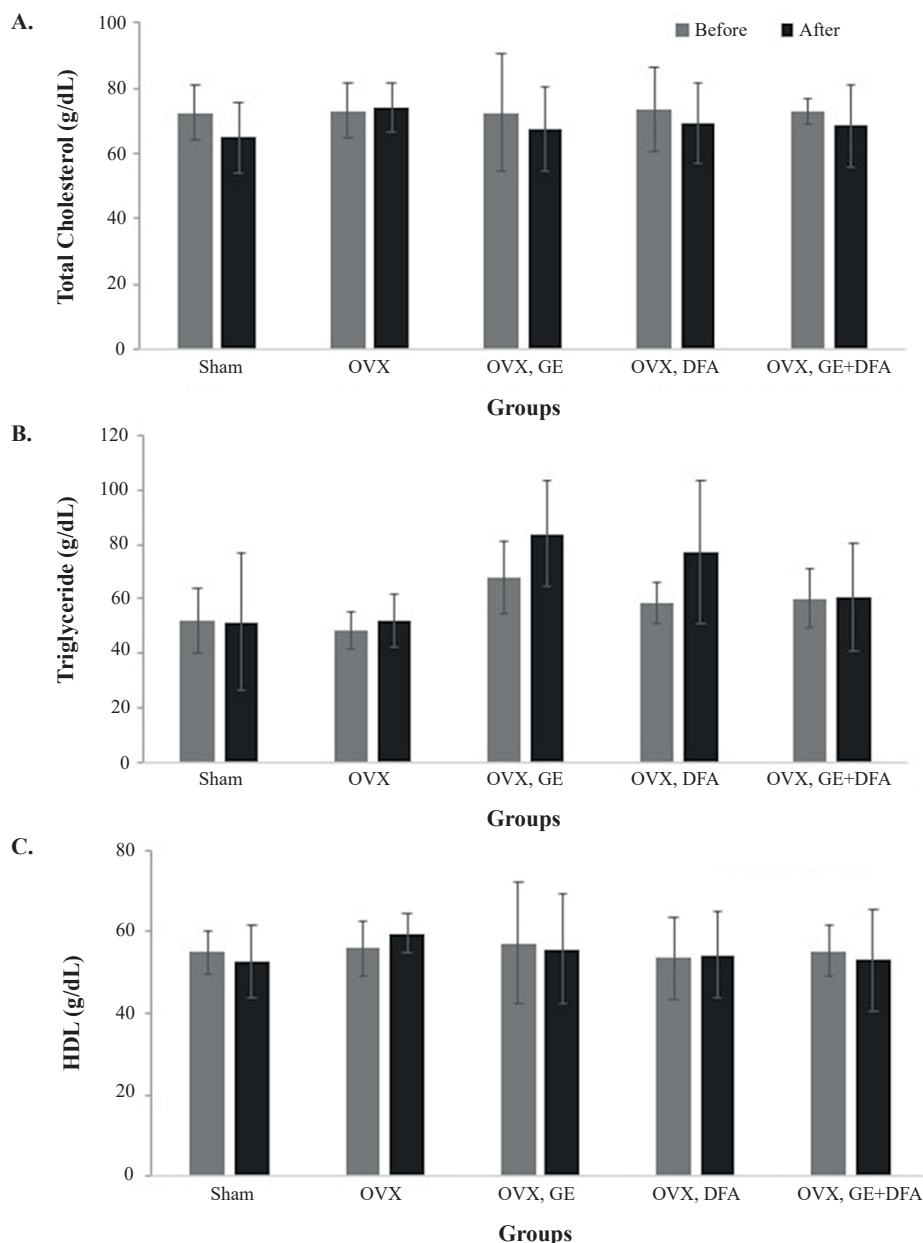 A.
Before After
Total Cholesterol (g/dL)
100
80
60
40
20
0
Sham OVX OVX, GE OVX, DFA OVX, GE+DFA
Groups
B.
Triglyceride (g/dL)
120
100
80
60
40
20
0
Sham OVX OVX, GE OVX, DFA OVX, GE+DFA
Groups
C.
HDL (g/dL)
80
60
40
20
0
Sham OVX OVX, GE OVX, DFA OVX, GE+DFA
Groups